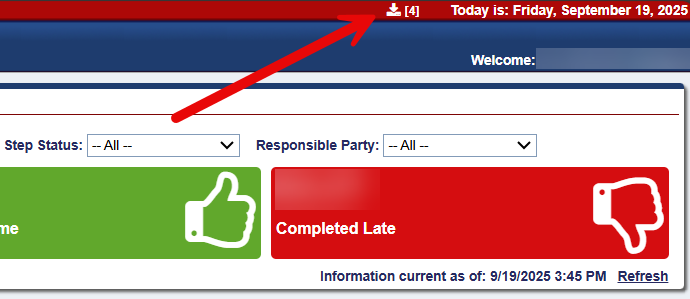 [4] Today is: Friday, September 19, 2025
Welcome:
Step Status: -- All -- Responsible Party: -- All --
me
Completed Late
Information current as of: 9/19/2025 3:45 PM Refresh